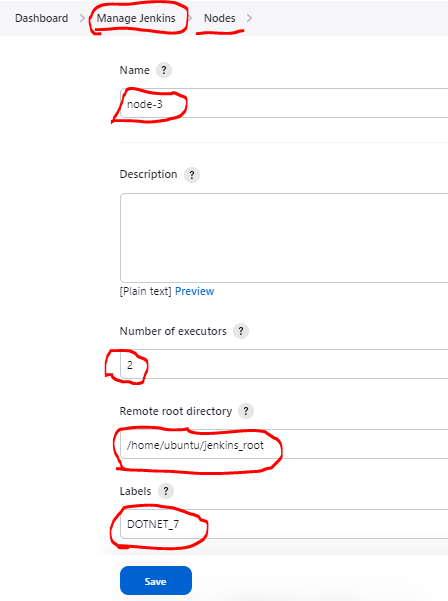 Dashboard > Manage Jenkins > Nodes >
Name ?
node-3
Description ?
[Plain text] Preview
Number of executors ?
2
Remote root directory ?
/home/ubuntu/jenkins_root
Labels ?
DOTNET_7
Save